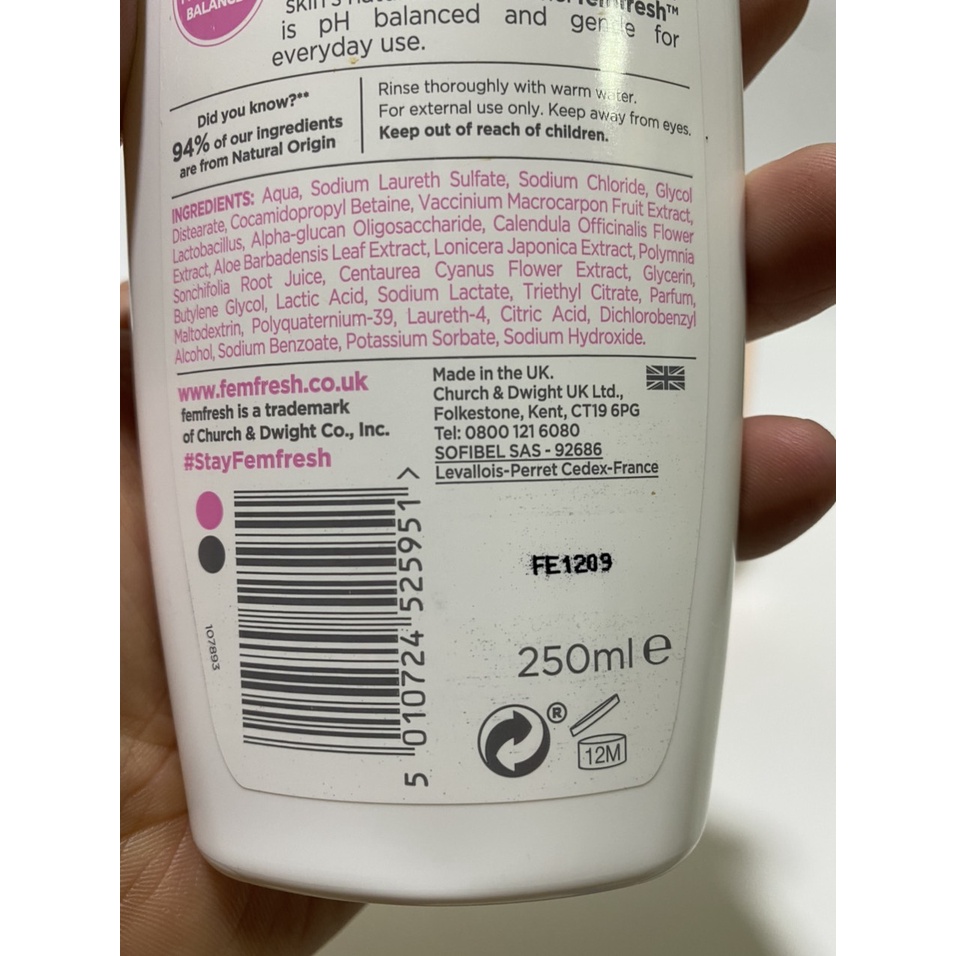 BALANCE
skin's
fresh™
is pH balanced and gentle for
everyday use.
Did you know?**
94% of our ingredients
are from Natural Origin
Rinse thoroughly with warm water.
For external use only. Keep away from eyes.
Keep out of reach of children.
INGREDIENTS: Aqua, Sodium Laureth Sulfate, Sodium Chloride, Glycol
Distearate, Cocamidopropyl Betaine, Vaccinium Macrocarpon Fruit Extract,
Lactobacillus, Alpha-glucan Oligosaccharide, Calendula Officinalis Flower
Extract, Aloe Barbadensis Leaf Extract, Lonicera Japonica Extract, Polymnia
Sonchifolia Root Juice, Centaurea Cyanus Flower Extract, Glycerin,
Butylene Glycol, Lactic Acid, Sodium Lactate, Triethyl Citrate, Parfum,
Maltodextrin, Polyquaternium-39, Laureth-4, Citric Acid, Dichlorobenzyl
Alcohol, Sodium Benzoate, Potassium Sorbate, Sodium Hydroxide.
www.femfresh.co.uk
femfresh is a trademark
of Church & Dwight Co., Inc.
#StayFemfresh
Made in the UK.
Church & Dwight UK Ltd.,
Folkestone, Kent, CT19 6PG
Tel: 0800 121 6080
SOFIBEL SAS - 92686
Levallois-Perret Cedex-France
107893
5 010724 525951 >
FE1209
250ml e
®
12M